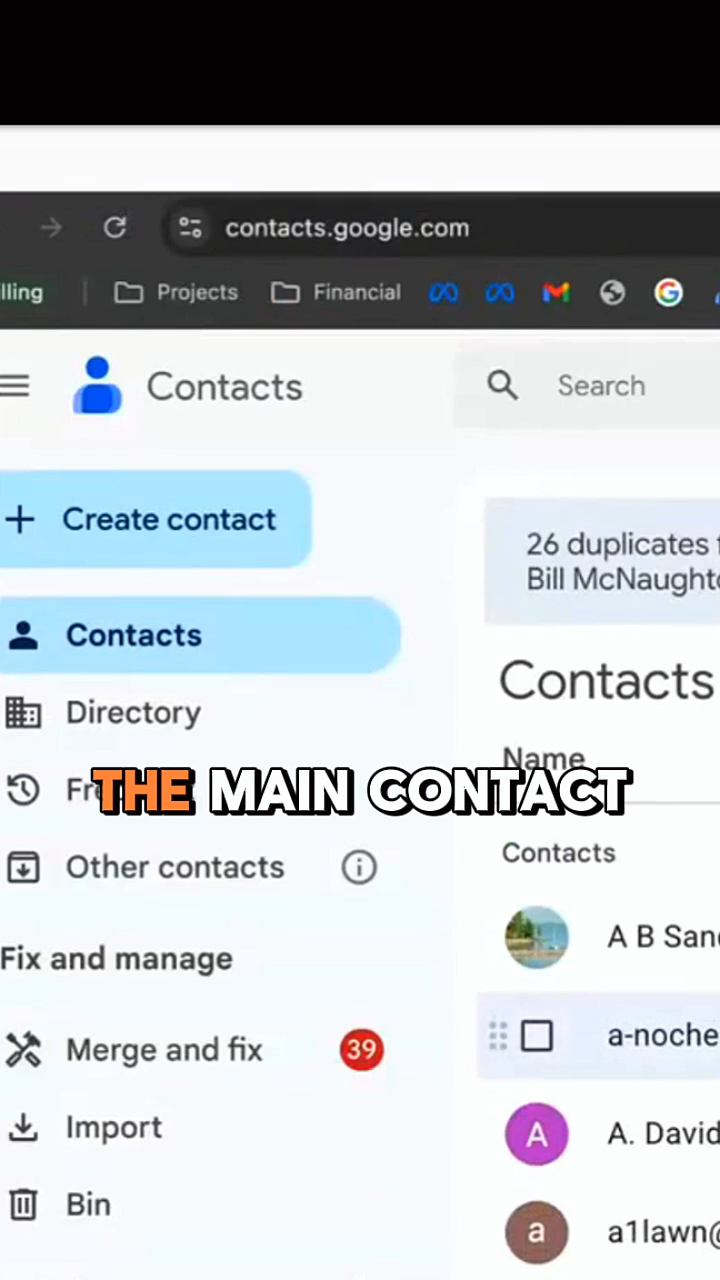 contacts.google.com
lling
Projects
Financial
Contacts
Search
Create contact
26 duplicates
Bill McNaught
Contacts
Contacts
Directory
Name
THE MAIN CONTACT
Contacts
Other contacts
A B San
Fix and manage
a-noche
Merge and fix
39
A
A. David
Import
a
a1lawn@
Bin